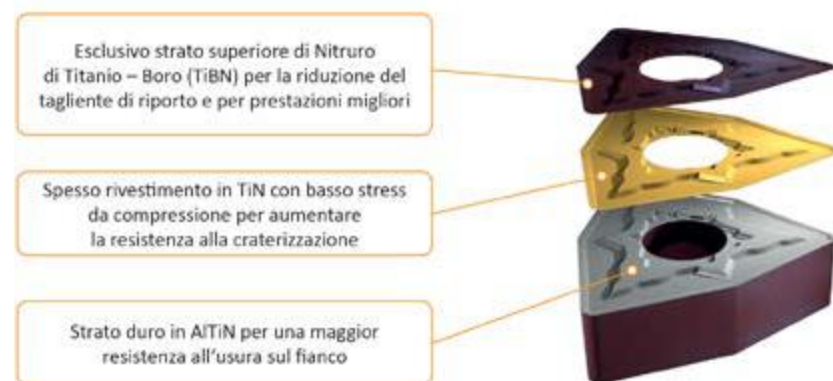 Esclusivo strato superiore di Nitruro
di Titanio – Boro (TiBN) per la riduzione del
tagliente di riporto e per prestazioni migliori
Spesso rivestimento in TiN con basso stress
da compressione per aumentare
la resistenza alla craterizzazione
Strato duro in AlTiN per una maggior
resistenza all'usura sul fianco